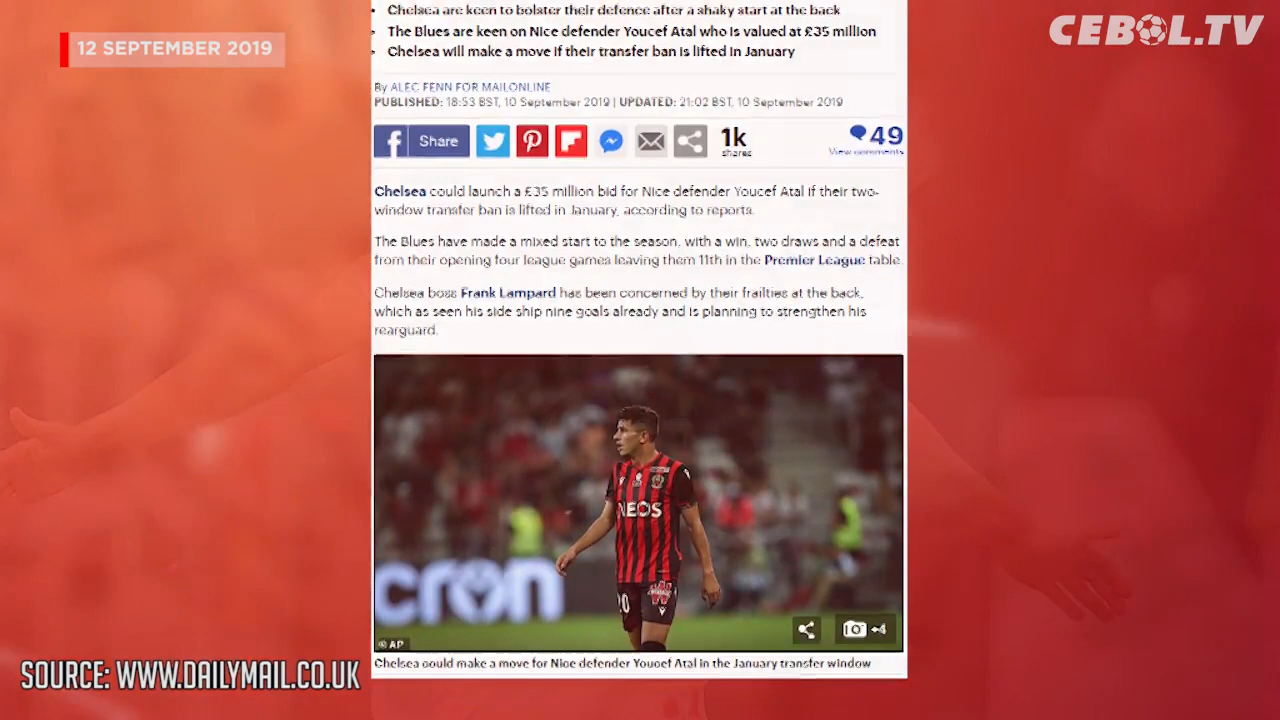 12 SEPTEMBER 2019
CEBOL.TV
Chelsea are keen to bolster their defence after a shaky start at the back
The Blues are keen on Nice defender Youcef Atal who is valued at £35 million
Chelsea will make a move if their transfer ban is lifted in January
By ALEC FENN FOR MAILONLINE
PUBLISHED: 18:53 BST, 10 September 2019 | UPDATED: 21:02 BST, 10 September 2019
f Share
1k
shares
49
View comments
Chelsea could launch a £35 million bid for Nice defender Youcef Atal if their two-
window transfer ban is lifted in January, according to reports.
The Blues have made a mixed start to the season, with a win, two draws and a defeat
from their opening four league games leaving them 11th in the Premier League table.
Chelsea boss Frank Lampard has been concerned by their frailties at the back,
which as seen his side ship nine goals already and is planning to strengthen his
rearguard.
NEOS
cron
20
+4
© AP
Chelsea could make a move for Nice defender Youcef Atal in the January transfer window
SOURCE: WWW.DAILYMAIL.CO.UK